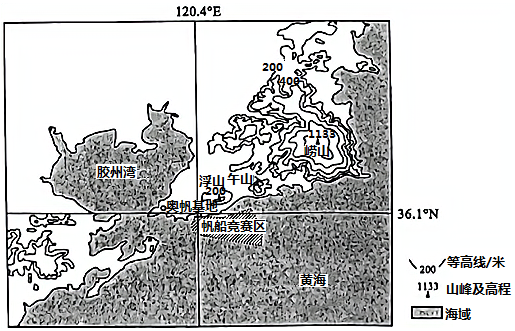 120.4°E
200
400
1133
崂山
胶州湾
浮山 午山
200
奥帆基地
帆船竞赛区
36.1°N
黄海
200 等高线/米
1133 山峰及高程
海域